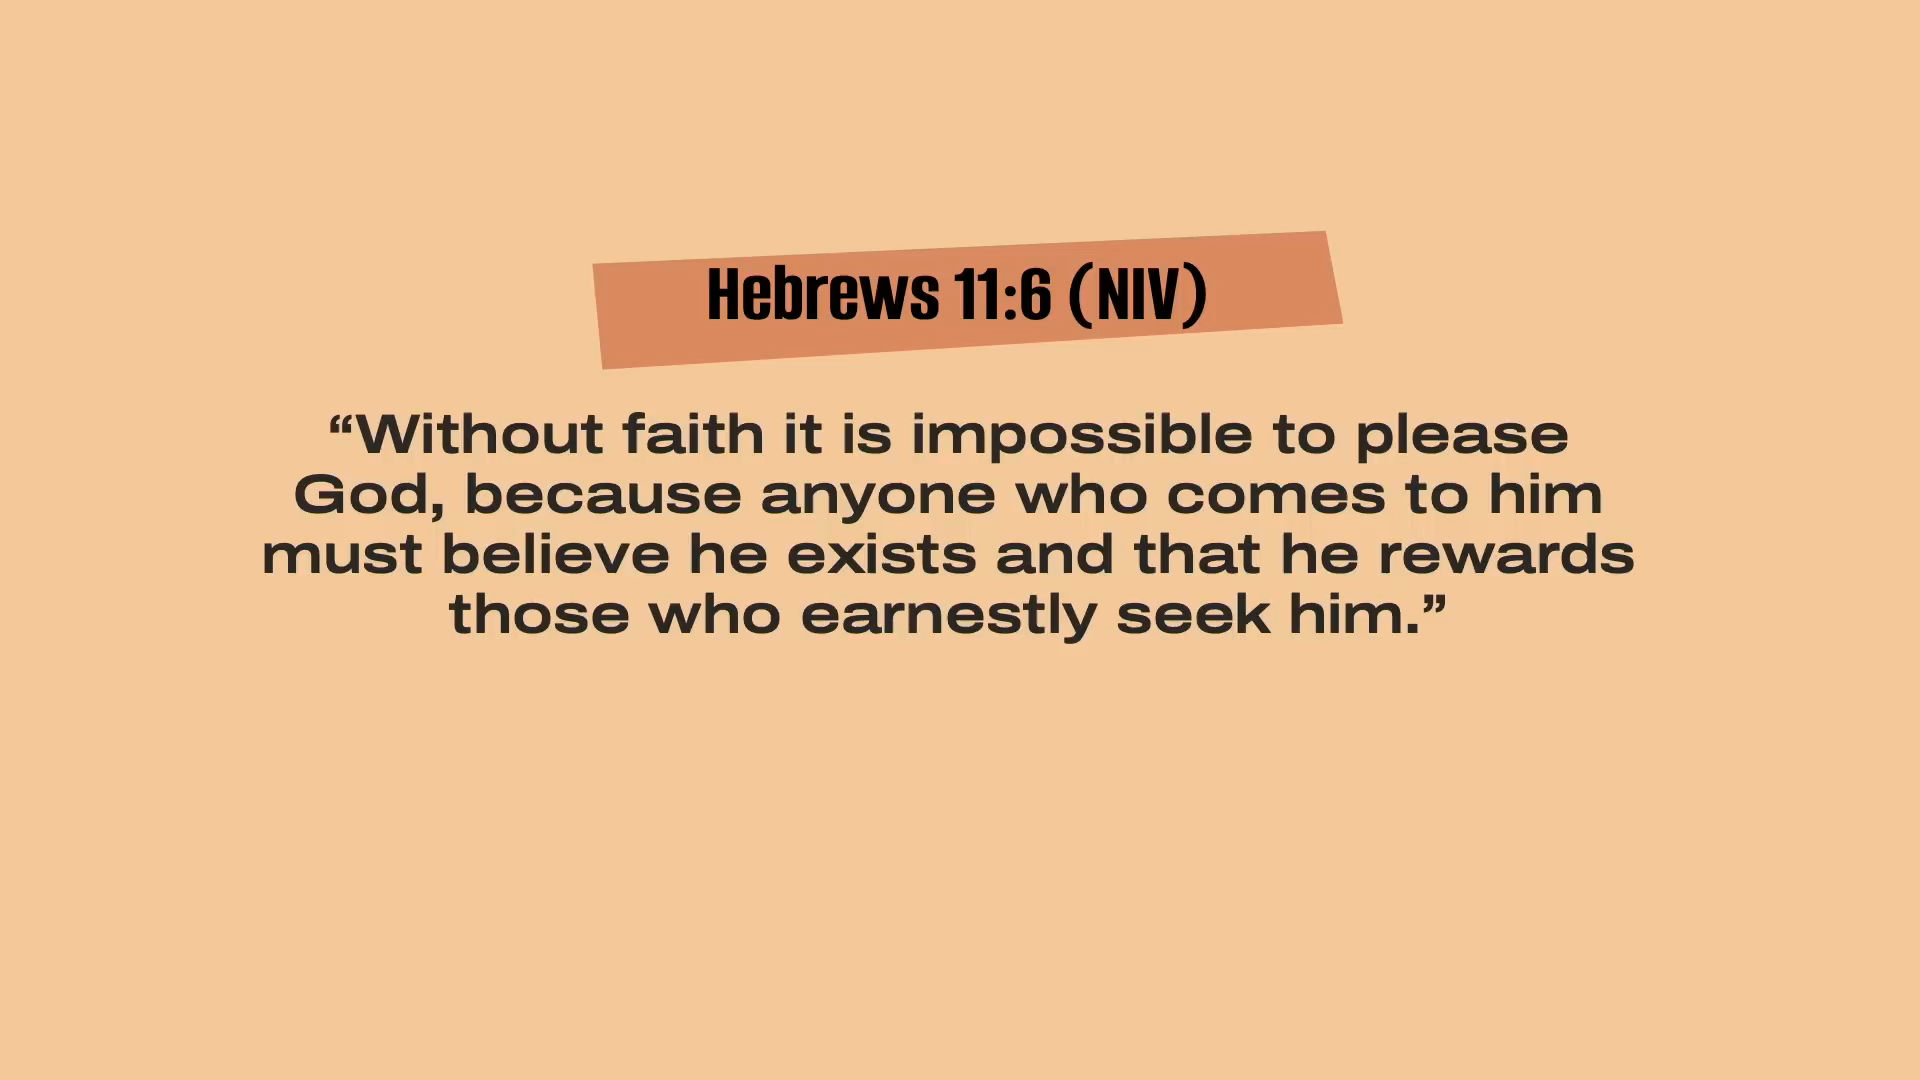 Hebrews 11:6 (NIV)
“Without faith it is impossible to please
God, because anyone who comes to him
must believe he exists and that he rewards
those who earnestly seek him.”